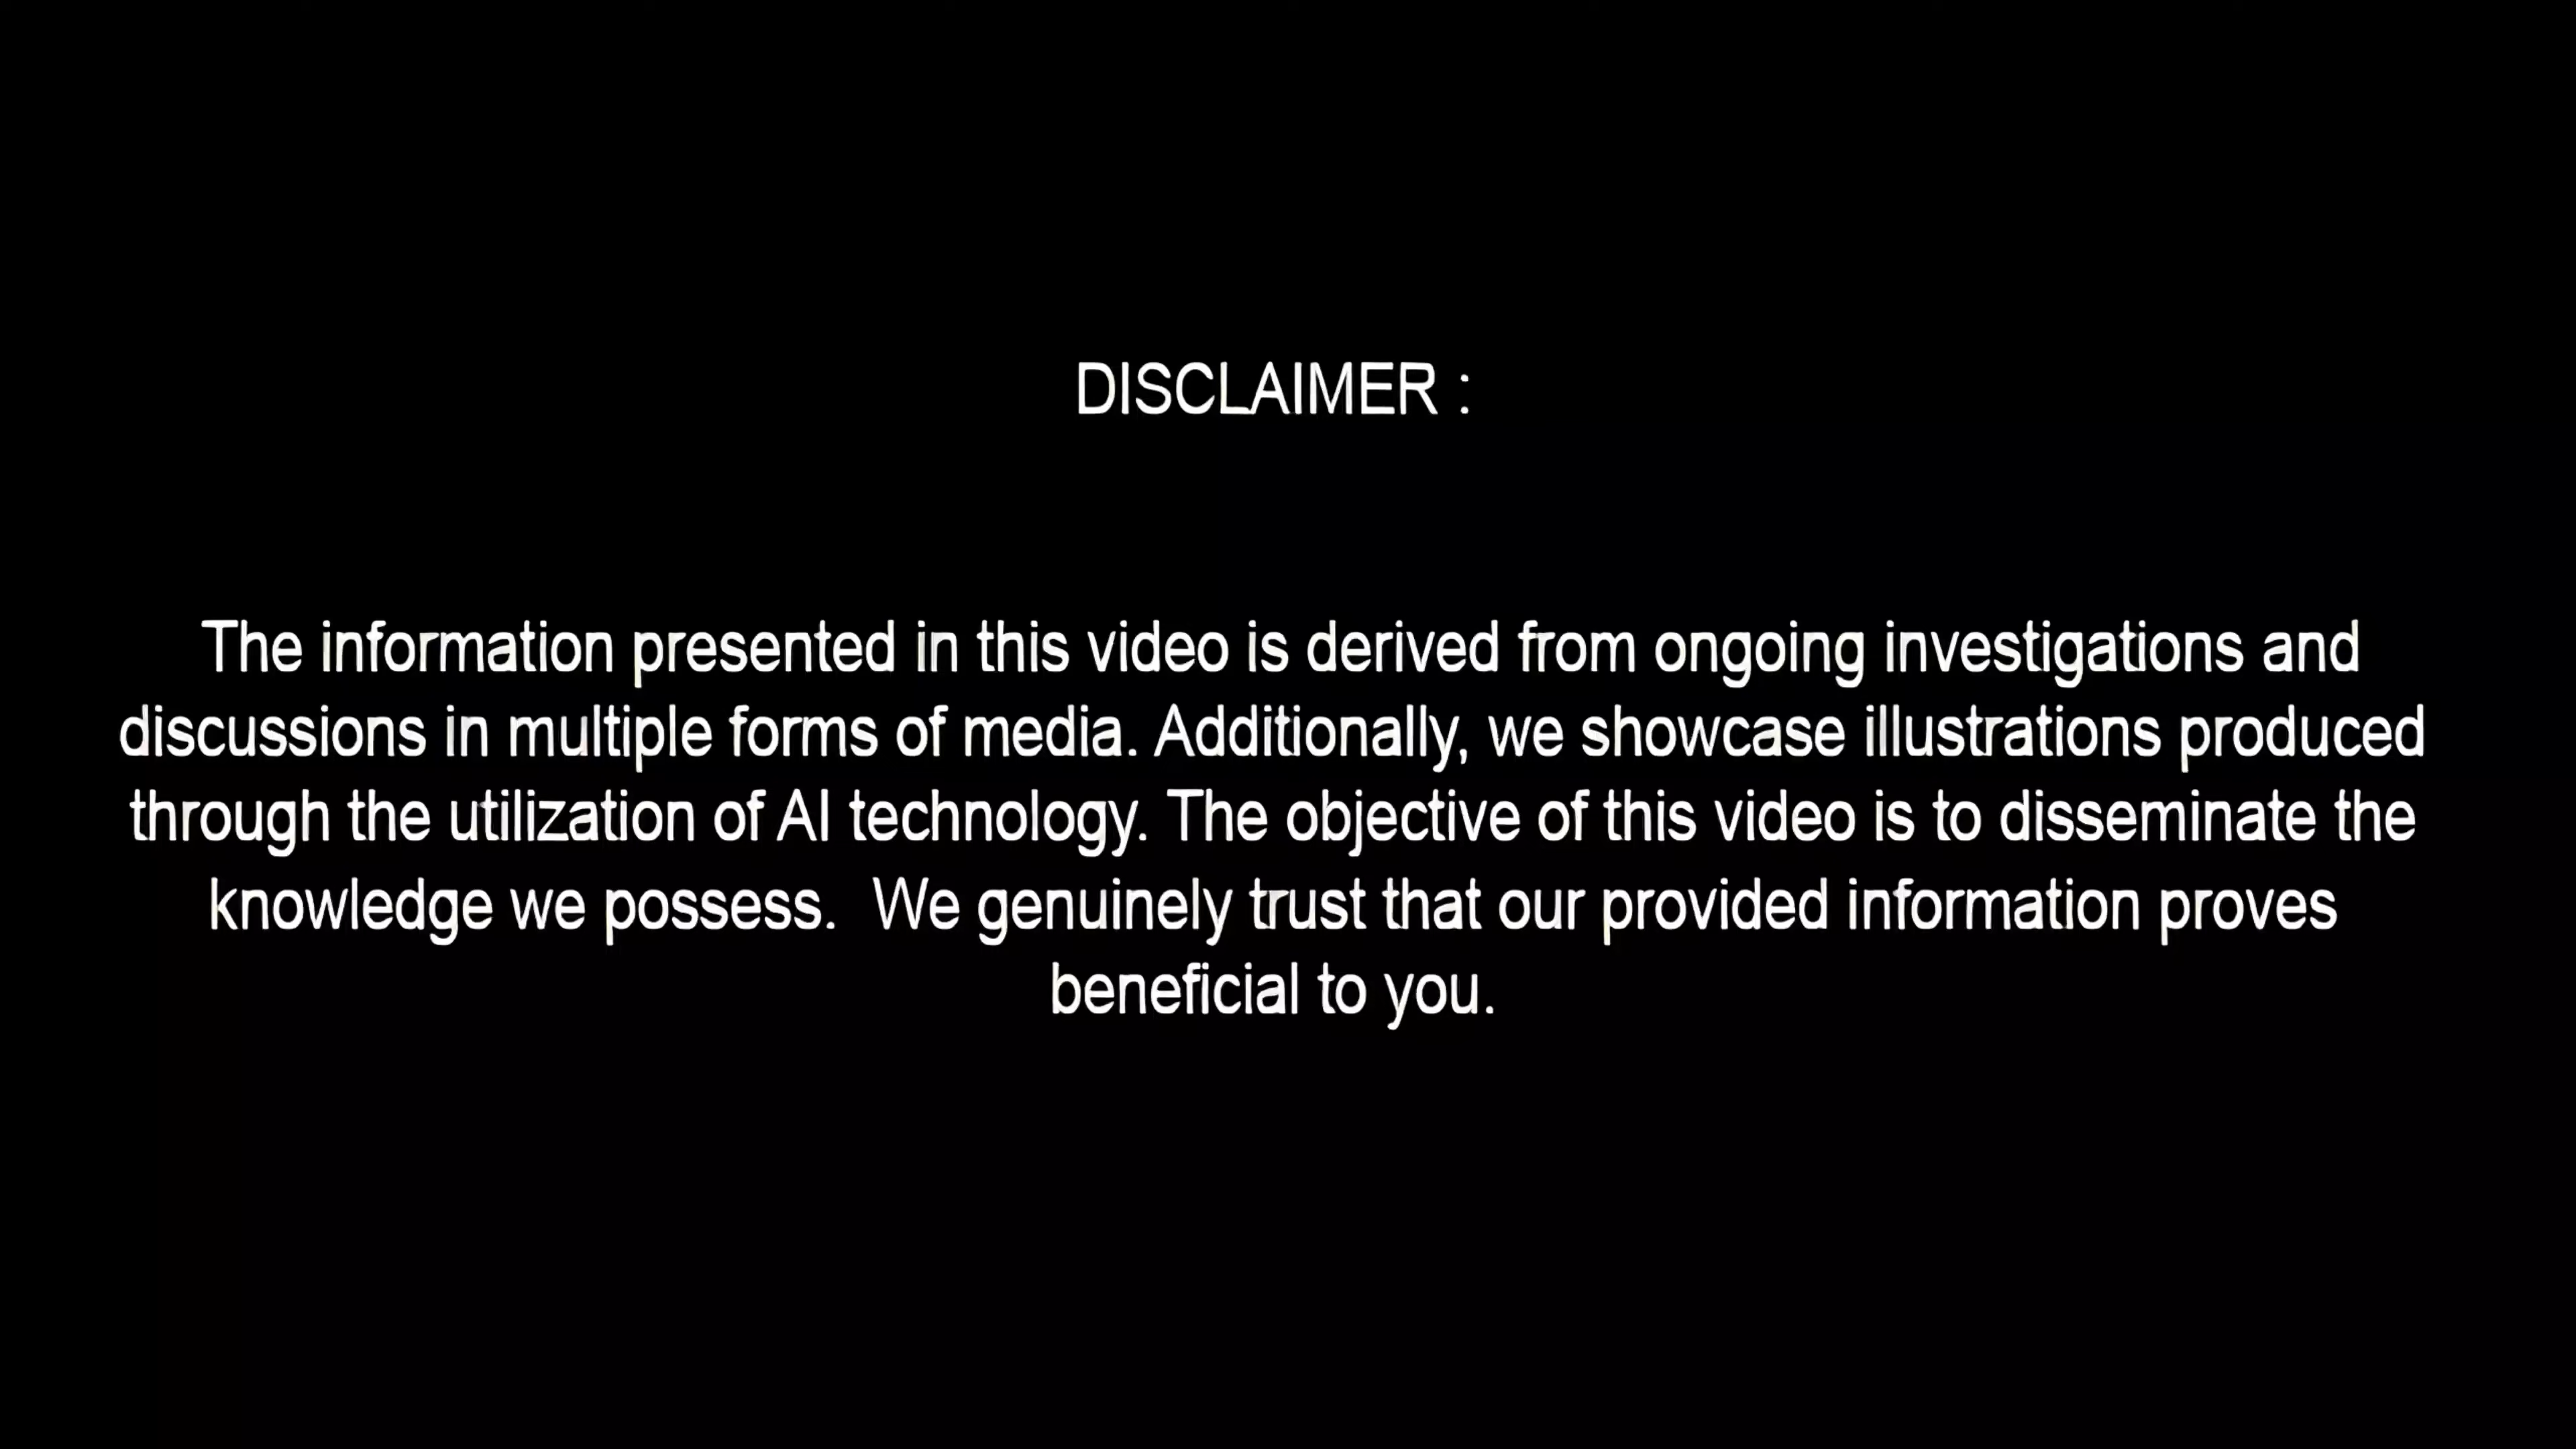 DISCLAIMER :
The information presented in this video is derived from ongoing investigations and
discussions in multiple forms of media. Additionally, we showcase illustrations produced
through the utilization of AI technology. The objective of this video is to disseminate the
knowledge we possess.  We genuinely trust that our provided information proves
beneficial to you.